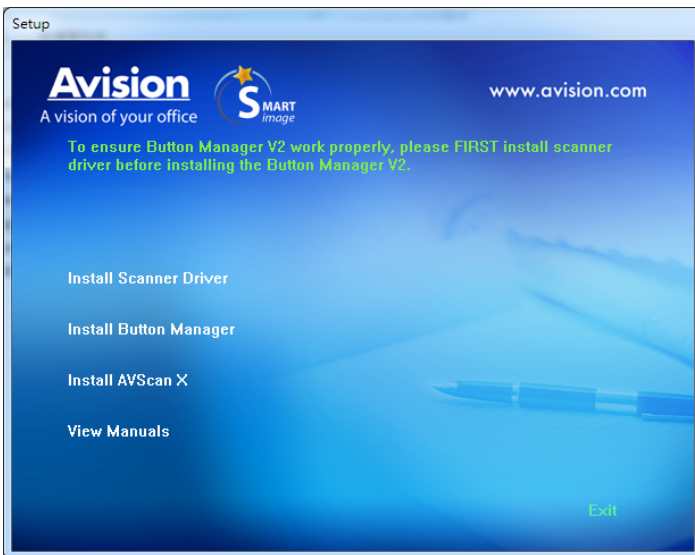 Setup
Avision
A vision of your office
SMART
image
www.avision.com
To ensure Button Manager V2 work properly, please FIRST install scanner
driver before installing the Button Manager V2.
Install Scanner Driver
Install Button Manager
Install AVScan X
View Manuals
Exit